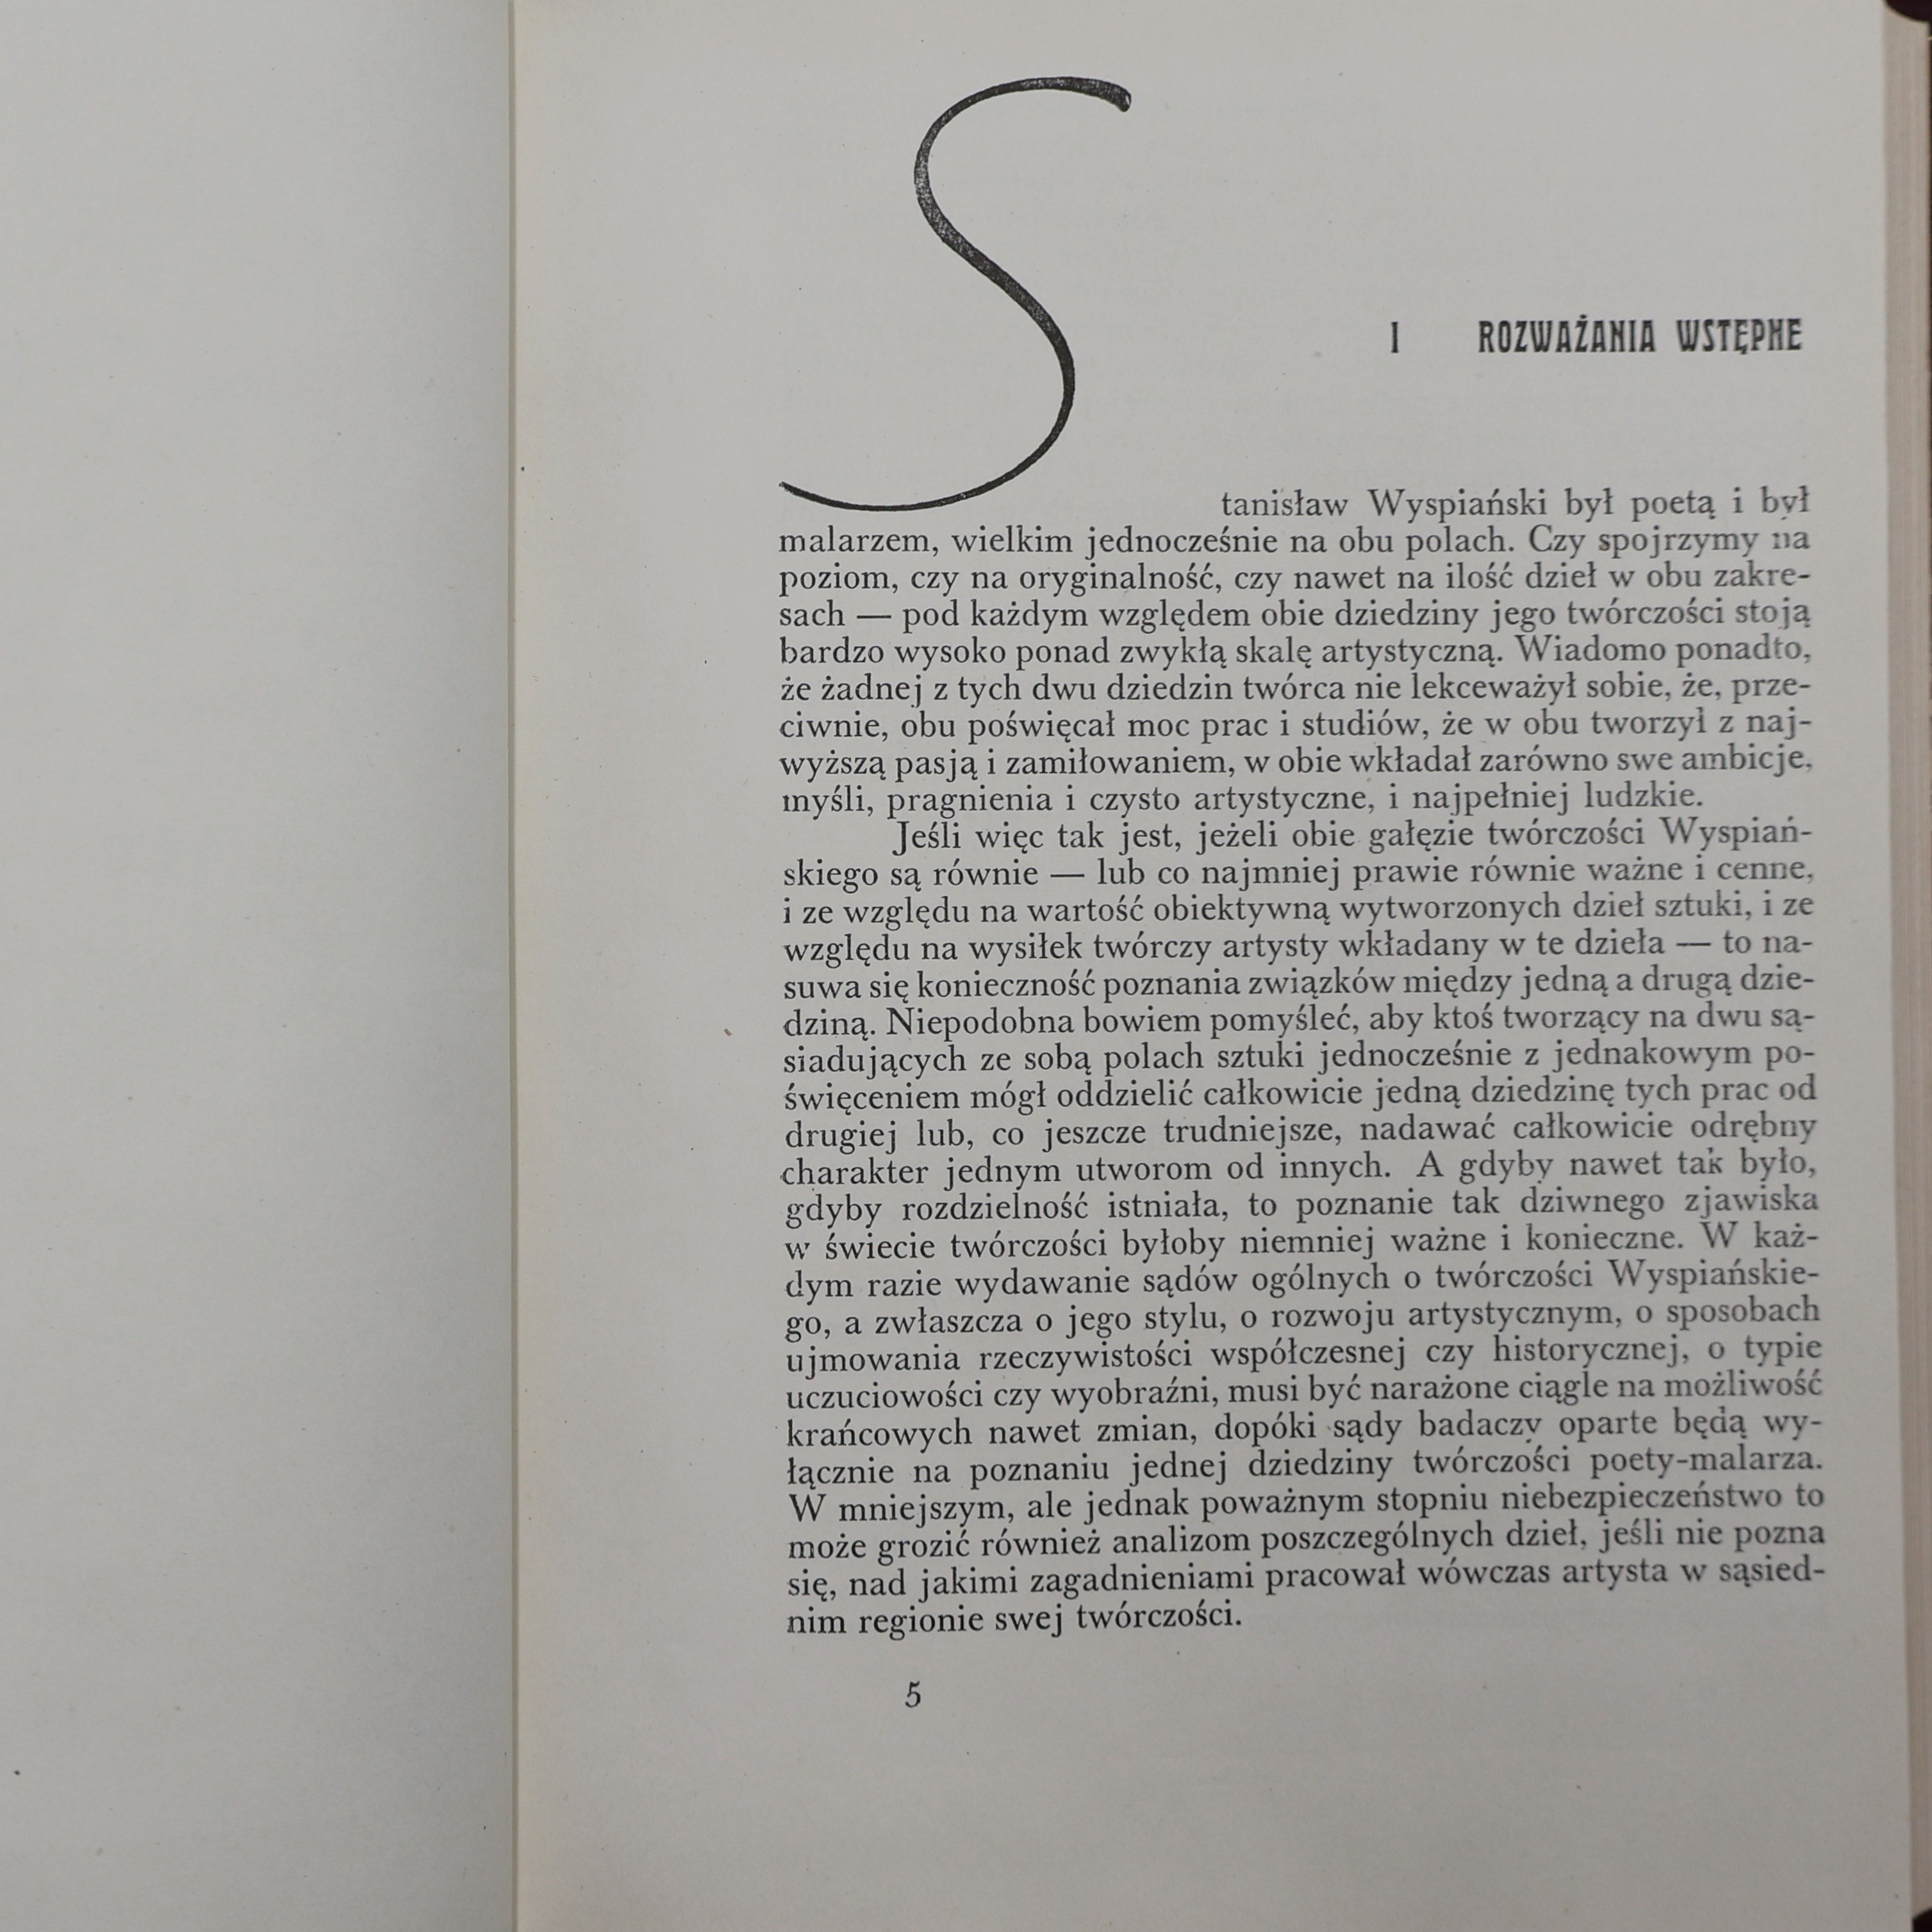 I ROZWAŻANIA WSTĘPNE
Stanisław Wyspiański był poetą i był
malarzem, wielkim jednocześnie na obu polach. Czy spojrzymy na
poziom, czy na oryginalność, czy nawet na ilość dzieł w obu zakre-
sach — pod każdym względem obie dziedziny jego twórczości stoją
bardzo wysoko ponad zwykłą skalę artystyczną. Wiadomo ponadto,
że żadnej z tych dwu dziedzin twórca nie lekceważył sobie, że, prze-
ciwnie, obu poświęcał moc prac i studiów, że w obu tworzył z naj-
wyższą pasją i zamiłowaniem, w obie wkładał zarówno swe ambicje,
myśli, pragnienia i czysto artystyczne, i najpełniej ludzkie.
Jeśli więc tak jest, jeżeli obie gałęzie twórczości Wyspiań-
skiego są równie — lub co najmniej prawie równie ważne i cenne,
i ze względu na wartość obiektywną wytworzonych dzieł sztuki, i ze
względu na wysiłek twórczy artysty wkładany w te dzieła — to na-
suwa się konieczność poznania związków między jedną a drugą dzie-
dziną. Niepodobna bowiem pomyśleć, aby ktoś tworzący na dwu są-
siadujących ze sobą polach sztuki jednocześnie z jednakowym po-
święceniem mógł oddzielić całkowicie jedną dziedzinę tych prac od
drugiej lub, co jeszcze trudniejsze, nadawać całkowicie odrębny
charakter jednym utworom od innych. A gdyby nawet tak było,
gdyby rozdzielność istniała, to poznanie tak dziwnego zjawiska
w świecie twórczości byłoby niemniej ważne i konieczne. W każ-
dym razie wydawanie sądów ogólnych o twórczości Wyspiańskie-
go, a zwłaszcza o jego stylu, o rozwoju artystycznym, o sposobach
ujmowania rzeczywistości współczesnej czy historycznej, o typie
uczuciowości czy wyobraźni, musi być narażone ciągle na możliwość
krańcowych nawet zmian, dopóki sądy badaczy oparte będą wy-
łącznie na poznaniu jednej dziedziny twórczości poety-malarza.
W mniejszym, ale jednak poważnym stopniu niebezpieczeństwo to
może grozić również analizom poszczególnych dzieł, jeśli nie pozna
się, nad jakimi zagadnieniami pracował wówczas artysta w sąsied-
nim regionie swej twórczości.
5